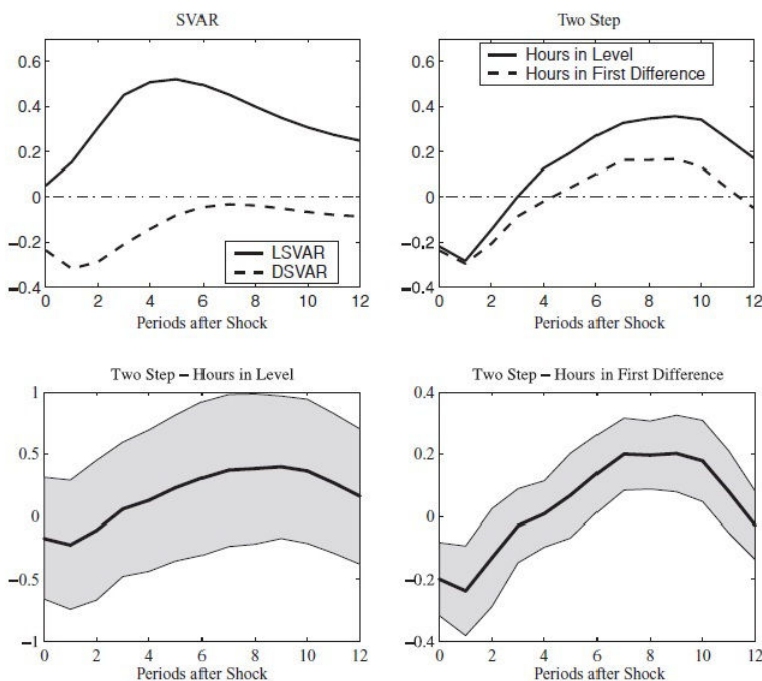 SVAR
0.6
0.4
0.2
0
−0.2
−0.4
0 2 4 6 8 10 12
LSVAR
DSVAR
Periods after Shock
Two Step
0.6
0.4
0.2
0
−0.2
−0.4
0 2 4 6 8 10 12
Hours in Level
Hours in First Difference
Periods after Shock
Two Step – Hours in Level
1
0.5
0
−0.5
−1
0 2 4 6 8 10 12
Periods after Shock
Two Step – Hours in First Difference
0.4
0.2
0
−0.2
−0.4
0 2 4 6 8 10 12
Periods after Shock